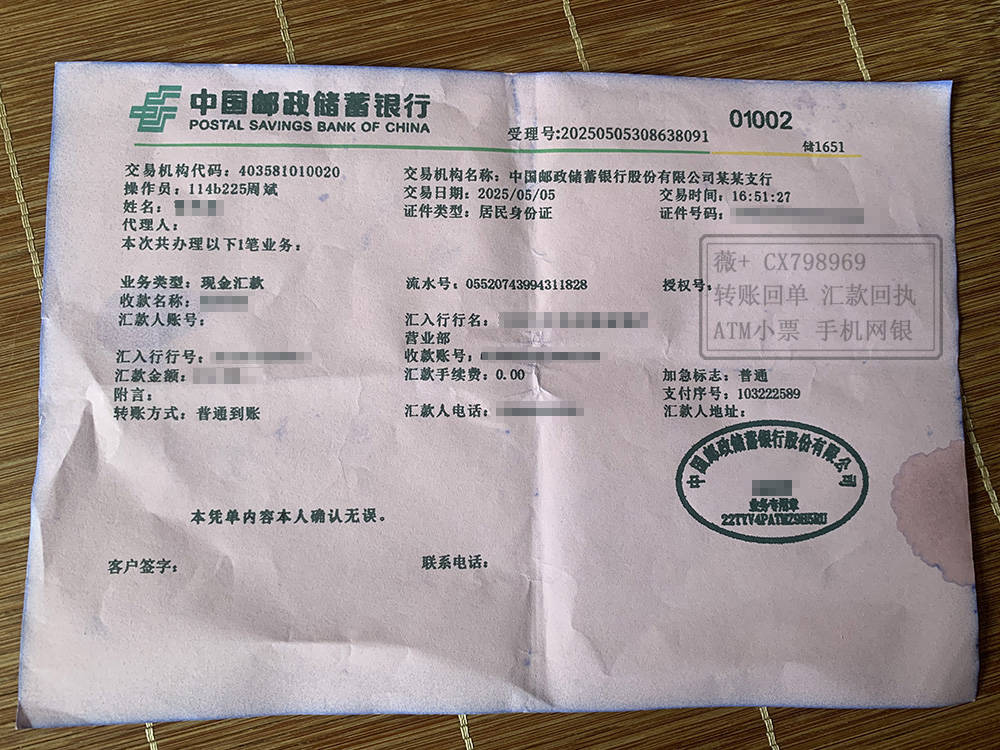 中国邮政储蓄银行
POSTAL SAVINGS BANK OF CHINA
受理号:20250505308638091
01002
储1651
交易机构代码：403581010020
交易机构名称：中国邮政储蓄银行股份有限公司某某支行
操作员：114b225周斌
交易日期：2025/05/05
交易时间：16:51:27
姓名：
证件类型：居民身份证
证件号码：
代理人：
本次共办理以下1笔业务：
业务类型：现金汇款
流水号：05520743994311828
授权号：
收款名称：
汇款人账号：
汇入行行名：
营业部
汇入行行号：
收款账号：
汇款金额：
汇款手续费：0.00
加急标志：普通
附言：
支付序号：103222589
转账方式：普通到账
汇款人电话：
汇款人地址：
薇+ CX798969
转账回单 汇款回执
ATM小票 手机网银
中国邮政储蓄银行股份有限公司
业务专用章
本凭单内容本人确认无误。
客户签字：
联系电话：